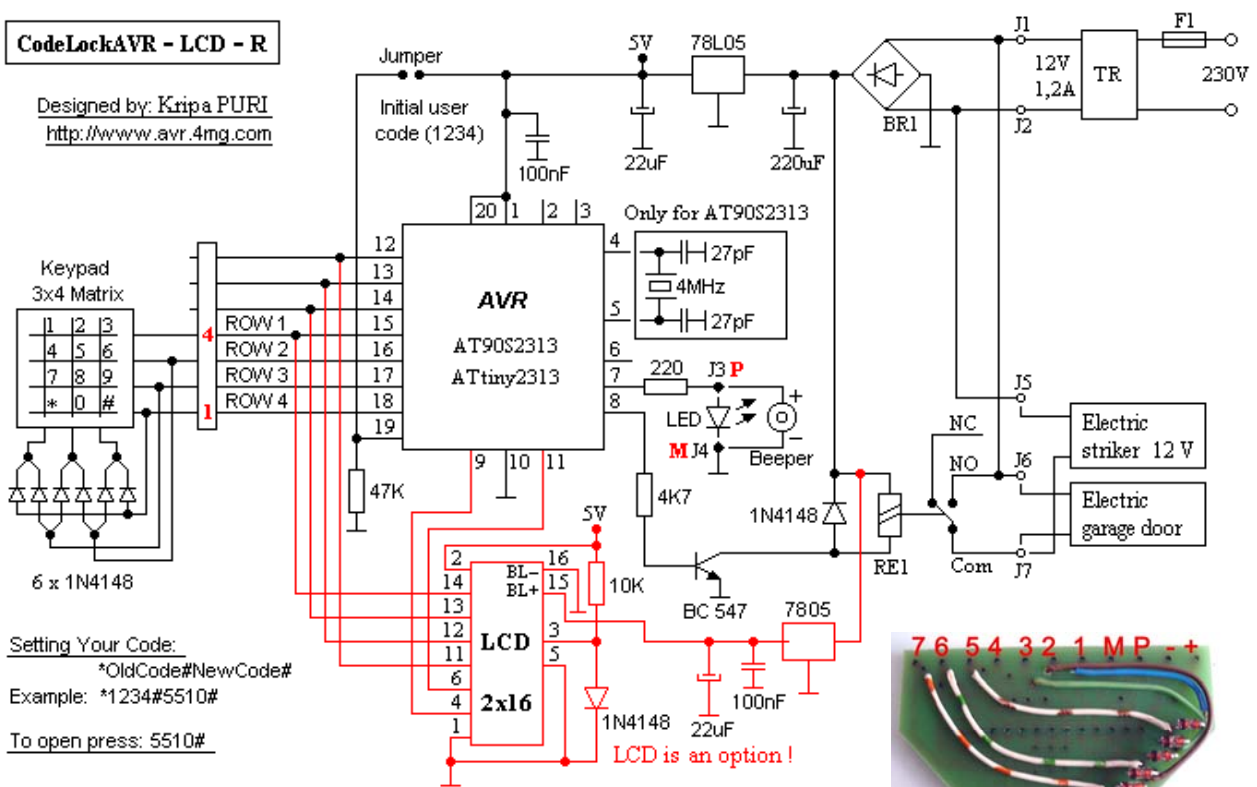 CodeLockAVR - LCD - R
Designed by: Kripa PURI
http://www.avr.4mg.com
Jumper
Initial user
code (1234)
5V
78L05
22uF
220uF
100nF
BR1
J1
12V
1,2A
J2
TR
F1
230V
Keypad
3x4 Matrix
1 2 3
4 5 6
7 8 9
* 0 #
6 x 1N4148
4
1
ROW 1
ROW 2
ROW 3
ROW 4
12
13
14
15
16
17
18
19
20 1 2 3
AVR
AT90S2313
ATtiny2313
4
5
6
7
8
9 10 11
Only for AT90S2313
27pF
4MHz
27pF
220
J3 P
LED
M J4
+
-
Beeper
47K
4K7
1N4148
BC 547
RE1
NC
NO
Com
J5
J6
J7
Electric
striker 12 V
Electric
garage door
5V
10K
2
14
13
12
11
6
4
1
16
BL-
15
BL+
3
5
LCD
2x16
1N4148
22uF
100nF
7805
LCD is an option !
Setting Your Code:
*OldCode#NewCode#
Example: *1234#5510#
To open press: 5510#
7 6 5 4 3 2 1 M P - +